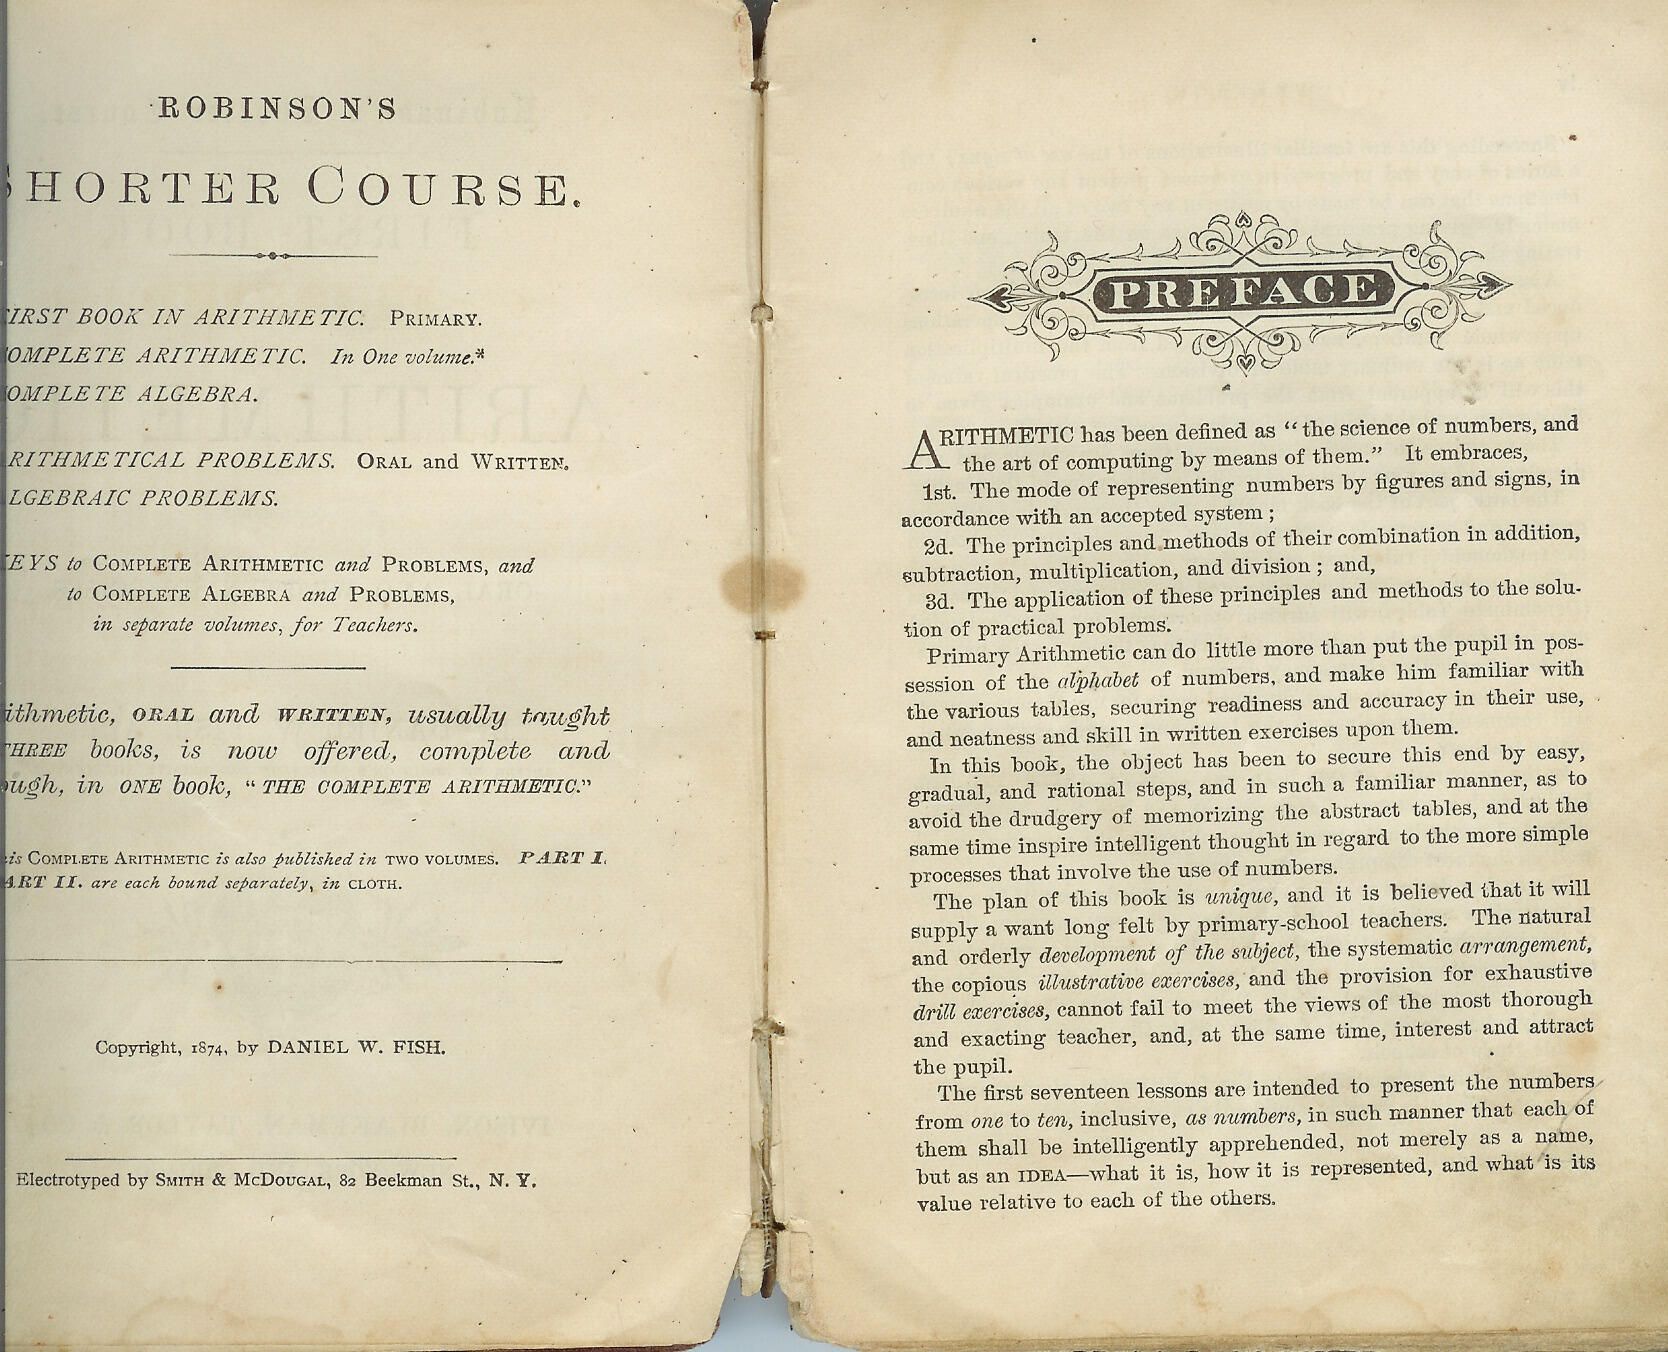 ROBINSON'S
SHORTER COURSE.
IRST BOOK IN ARITHMETIC. PRIMARY.
OMPLETE ARITHMETIC. In One volume.*
OMPLETE ALGEBRA.
RITHMETICAL PROBLEMS. ORAL and WRITTEN.
LGEBRAIC PROBLEMS.
EYS to COMPLETE ARITHMETIC and PROBLEMS, and
to COMPLETE ALGEBRA and PROBLEMS,
in separate volumes, for Teachers.
ithmetic, ORAL and WRITTEN, usually taught
HREE books, is now offered, complete and
ough, in ONE book, "THE COMPLETE ARITHMETIC."
is COMPLETE ARITHMETIC is also published in TWO VOLUMES. PART I.
ART II. are each bound separately, in CLOTH.
Copyright, 1874, by DANIEL W. FISH.
Electrotyped by SMITH & MCDOUGAL, 82 Beekman St., N. Y.
PREFACE
ARITHMETIC has been defined as "the science of numbers, and
the art of computing by means of them." It embraces,
1st. The mode of representing numbers by figures and signs, in
accordance with an accepted system;
2d. The principles and methods of their combination in addition,
subtraction, multiplication, and division; and,
3d. The application of these principles and methods to the solu-
tion of practical problems.
Primary Arithmetic can do little more than put the pupil in pos-
session of the alphabet of numbers, and make him familiar with
the various tables, securing readiness and accuracy in their use,
and neatness and skill in written exercises upon them.
In this book, the object has been to secure this end by easy,
gradual, and rational steps, and in such a familiar manner, as to
avoid the drudgery of memorizing the abstract tables, and at the
same time inspire intelligent thought in regard to the more simple
processes that involve the use of numbers.
The plan of this book is unique, and it is believed that it will
supply a want long felt by primary-school teachers. The natural
and orderly development of the subject, the systematic arrangement,
the copious illustrative exercises, and the provision for exhaustive
drill exercises, cannot fail to meet the views of the most thorough
and exacting teacher, and, at the same time, interest and attract
the pupil.
The first seventeen lessons are intended to present the numbers
from one to ten, inclusive, as numbers, in such manner that each of
them shall be intelligently apprehended, not merely as a name,
but as an IDEA—what it is, how it is represented, and what is its
value relative to each of the others.